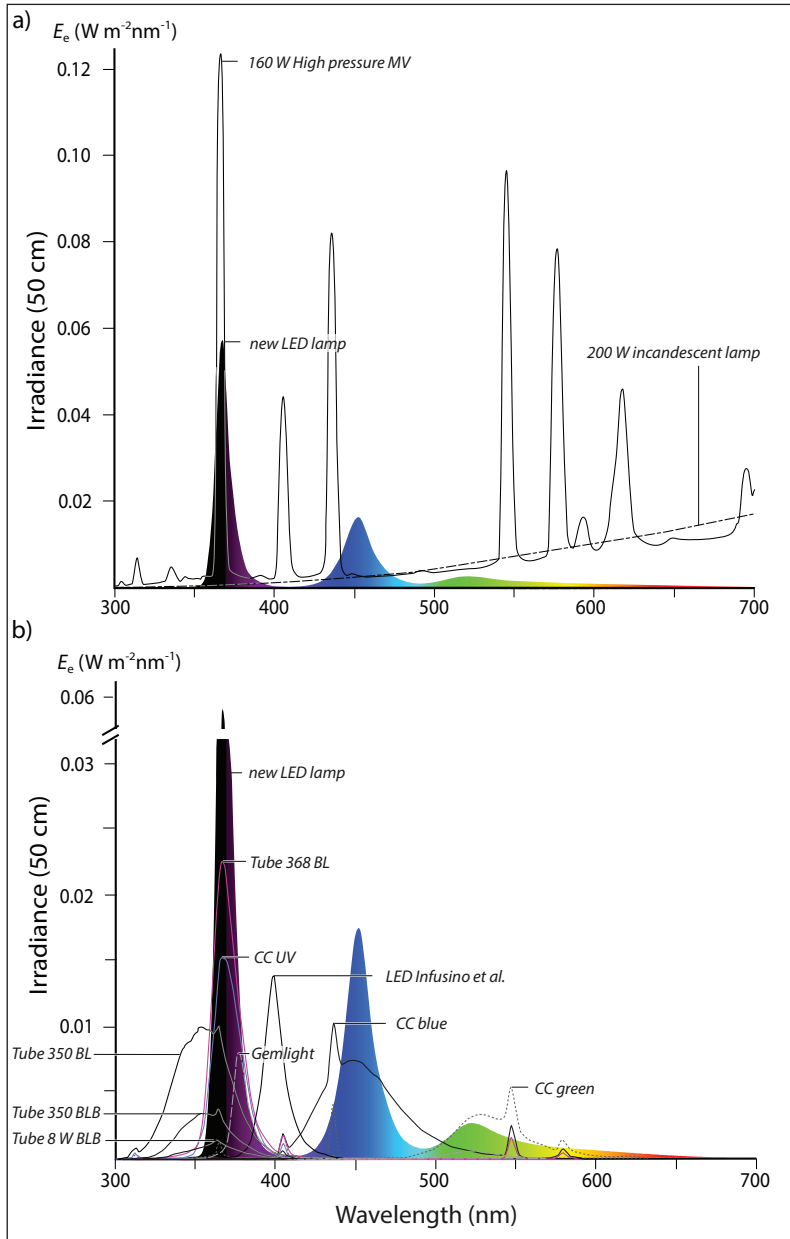 a)
Eₑ (W m⁻²nm⁻¹)
0.12
160 W High pressure MV
0.10
0.08
Irradiance (50 cm)
0.06
new LED lamp
200 W incandescent lamp
0.04
0.02
300 400 500 600 700
b)
Eₑ (W m⁻²nm⁻¹)
0.06
0.03
new LED lamp
Tube 368 BL
0.02
Irradiance (50 cm)
CC UV
LED Infusino et al.
0.01
CC blue
Tube 350 BL
Gemlight
CC green
Tube 350 BLB
Tube 8 W BLB
300 400 500 600 700
Wavelength (nm)